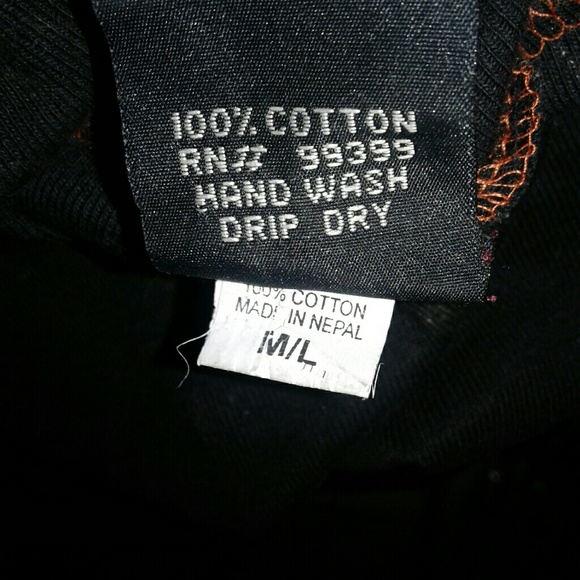 100% COTTON
RN# 99399
HAND WASH
DRIP DRY
100% COTTON
MADE IN NEPAL
M/L